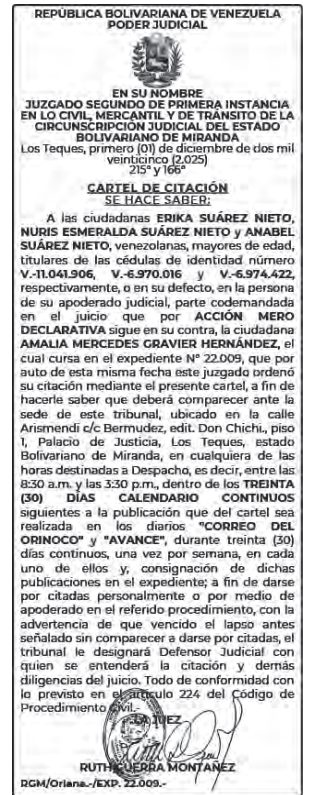 REPÚBLICA BOLIVARIANA DE VENEZUELA
PODER JUDICIAL
EN SU NOMBRE
JUZGADO SEGUNDO DE PRIMERA INSTANCIA
EN LO CIVIL, MERCANTIL Y DE TRÁNSITO DE LA
CIRCUNSCRIPCIÓN JUDICIAL DEL ESTADO
BOLIVARIANO DE MIRANDA
Los Teques, primero (01) de diciembre de dos mil
veinticinco (2.025)
215° y 166°
CARTEL DE CITACIÓN
SE HACE SABER:
A las ciudadanas ERIKA SUÁREZ NIETO,
NURIS ESMERALDA SUÁREZ NIETO y ANABEL
SUÁREZ NIETO, venezolanas, mayores de edad,
titulares de las cédulas de identidad número
V.-11.041.906, V.-6.970.016 y V.-6.974.422,
respectivamente, o en su defecto, en la persona
de su apoderado judicial, parte codemandada
en el juicio que por ACCIÓN MERO
DECLARATIVA sigue en su contra, la ciudadana
AMALIA MERCEDES GRAVIER HERNÁNDEZ, el
cual cursa en el expediente N° 22.009, que por
auto de esta misma fecha este juzgado ordenó
su citación mediante el presente cartel, a fin de
hacerle saber que deberá comparecer ante la
sede de este tribunal, ubicado en la calle
Arismendi c/c Bermudez, edit. Don Chichi., piso
1, Palacio de Justicia, Los Teques, estado
Bolivariano de Miranda, en cualquiera de las
horas destinadas a Despacho, es decir, entre las
8:30 a.m. y las 3:30 p.m., dentro de los TREINTA
(30) DÍAS CALENDARIO CONTINUOS
siguientes a la publicación que del cartel sea
realizada en los diarios "CORREO DEL
ORINOCO" y "AVANCE", durante treinta (30)
días continuos, una vez por semana, en cada
uno de ellos y, consignación de dichas
publicaciones en el expediente; a fin de darse
por citadas personalmente o por medio de
apoderado en el referido procedimiento, con la
advertencia de que vencido el lapso antes
señalado sin comparecer a darse por citadas, el
tribunal le designará Defensor Judicial con
quien se entenderá la citación y demás
diligencias del juicio. Todo de conformidad con
lo previsto en el artículo 224 del Código de
Procedimiento Civil.-
LA JUEZ
RUTH GUERRA MONTAÑEZ
RGM/Oriana.-/EXP. 22.009.-